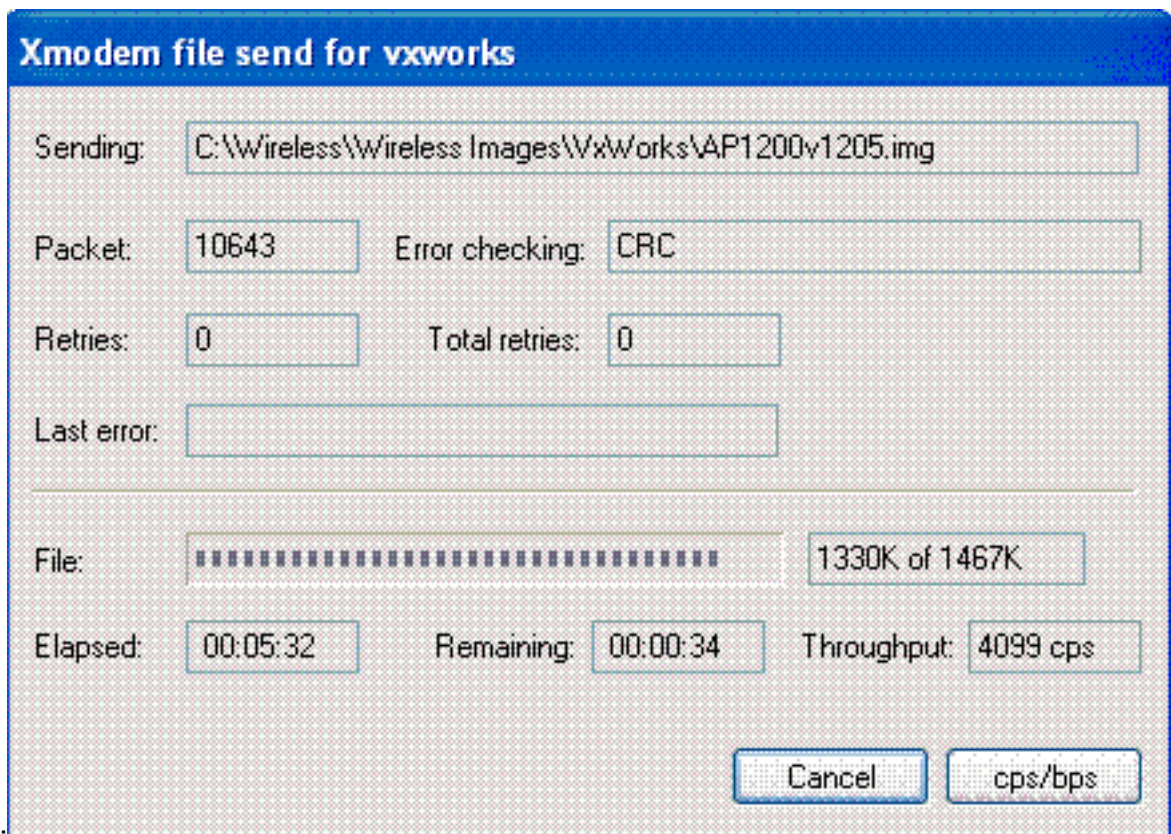 Xmodem file send for vxworks
Sending: C:\Wireless\Wireless Images\VxWorks\AP1200v1205.img
Packet: 10643 Error checking: CRC
Retries: 0 Total retries: 0
Last error:
File: 1330K of 1467K
Elapsed: 00:05:32 Remaining: 00:00:34 Throughput: 4099 cps
Cancel cps/bps
.